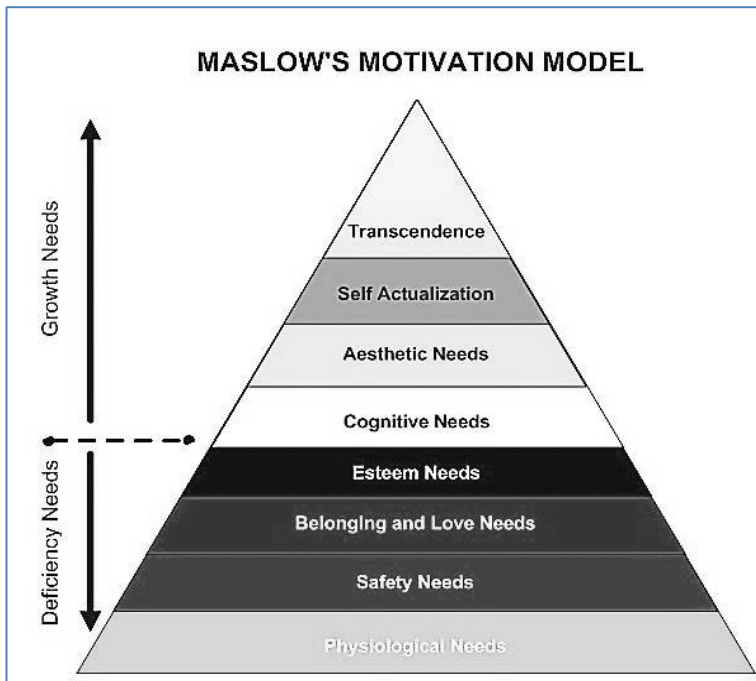 MASLOW'S MOTIVATION MODEL
Growth Needs
Deficiency Needs
Transcendence
Self Actualization
Aesthetic Needs
Cognitive Needs
Esteem Needs
Belonging and Love Needs
Safety Needs
Physiological Needs